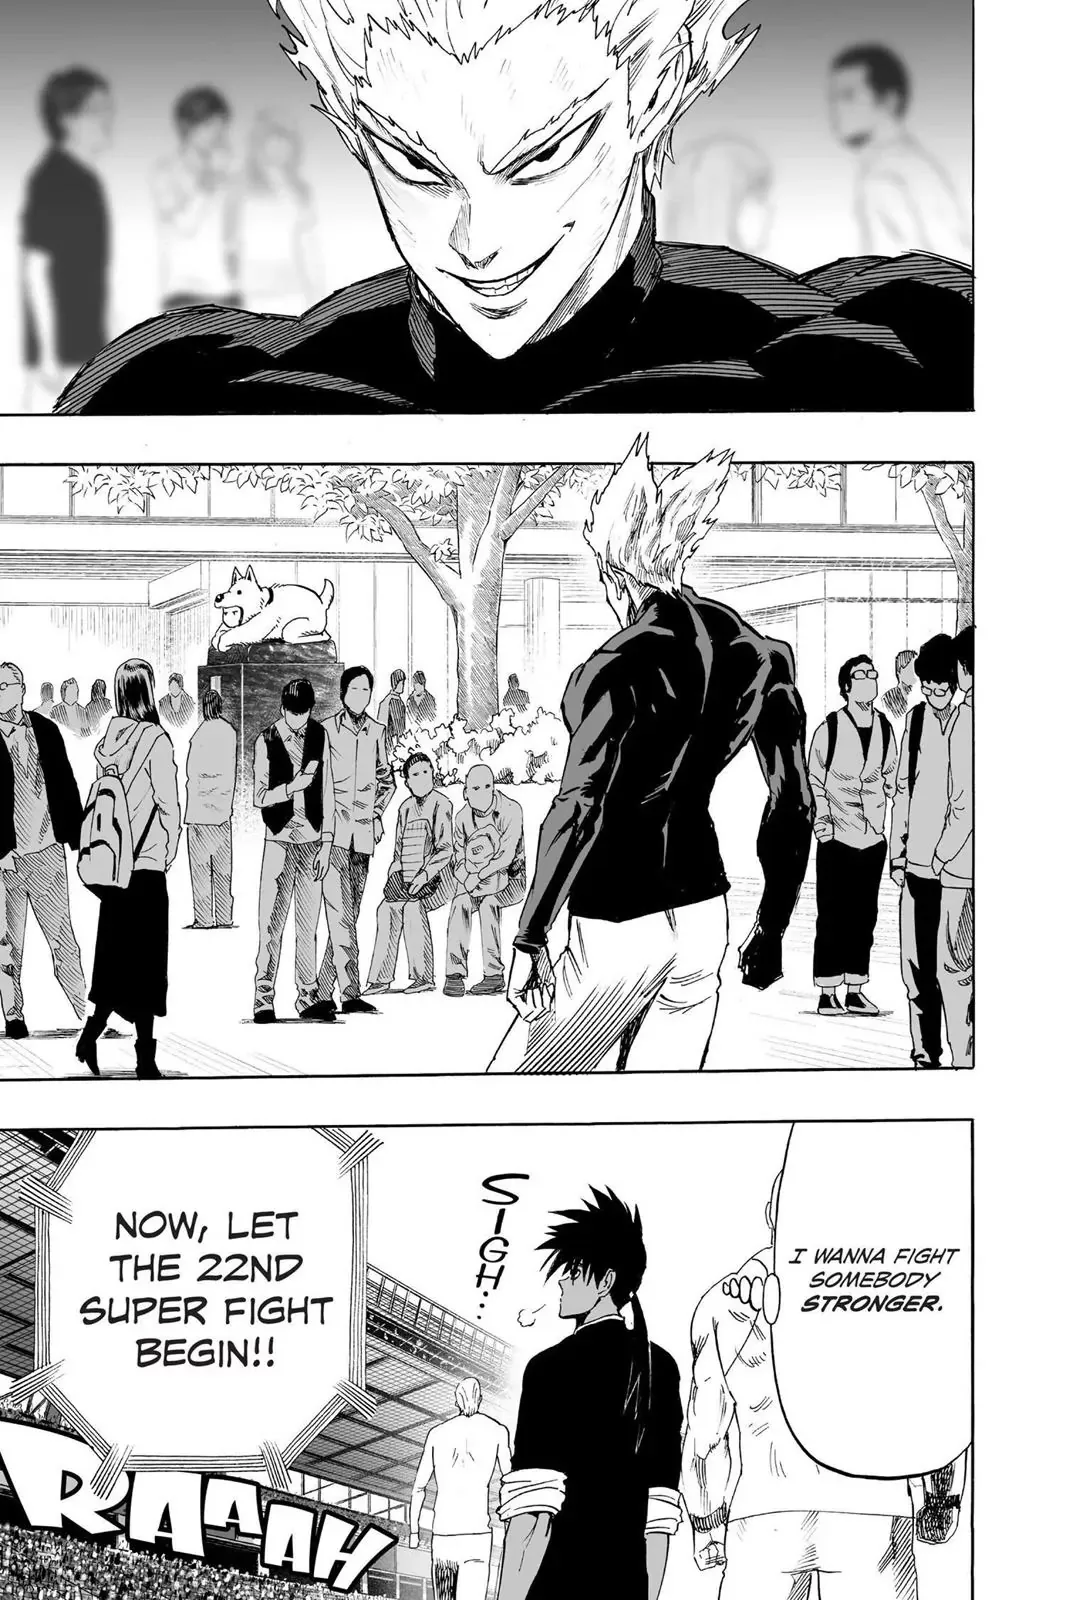 I WANNA FIGHT
SOMEBODY
STRONGER.
SIGH...
NOW, LET
THE 22ND
SUPER FIGHT
BEGIN!!
RAAAAH